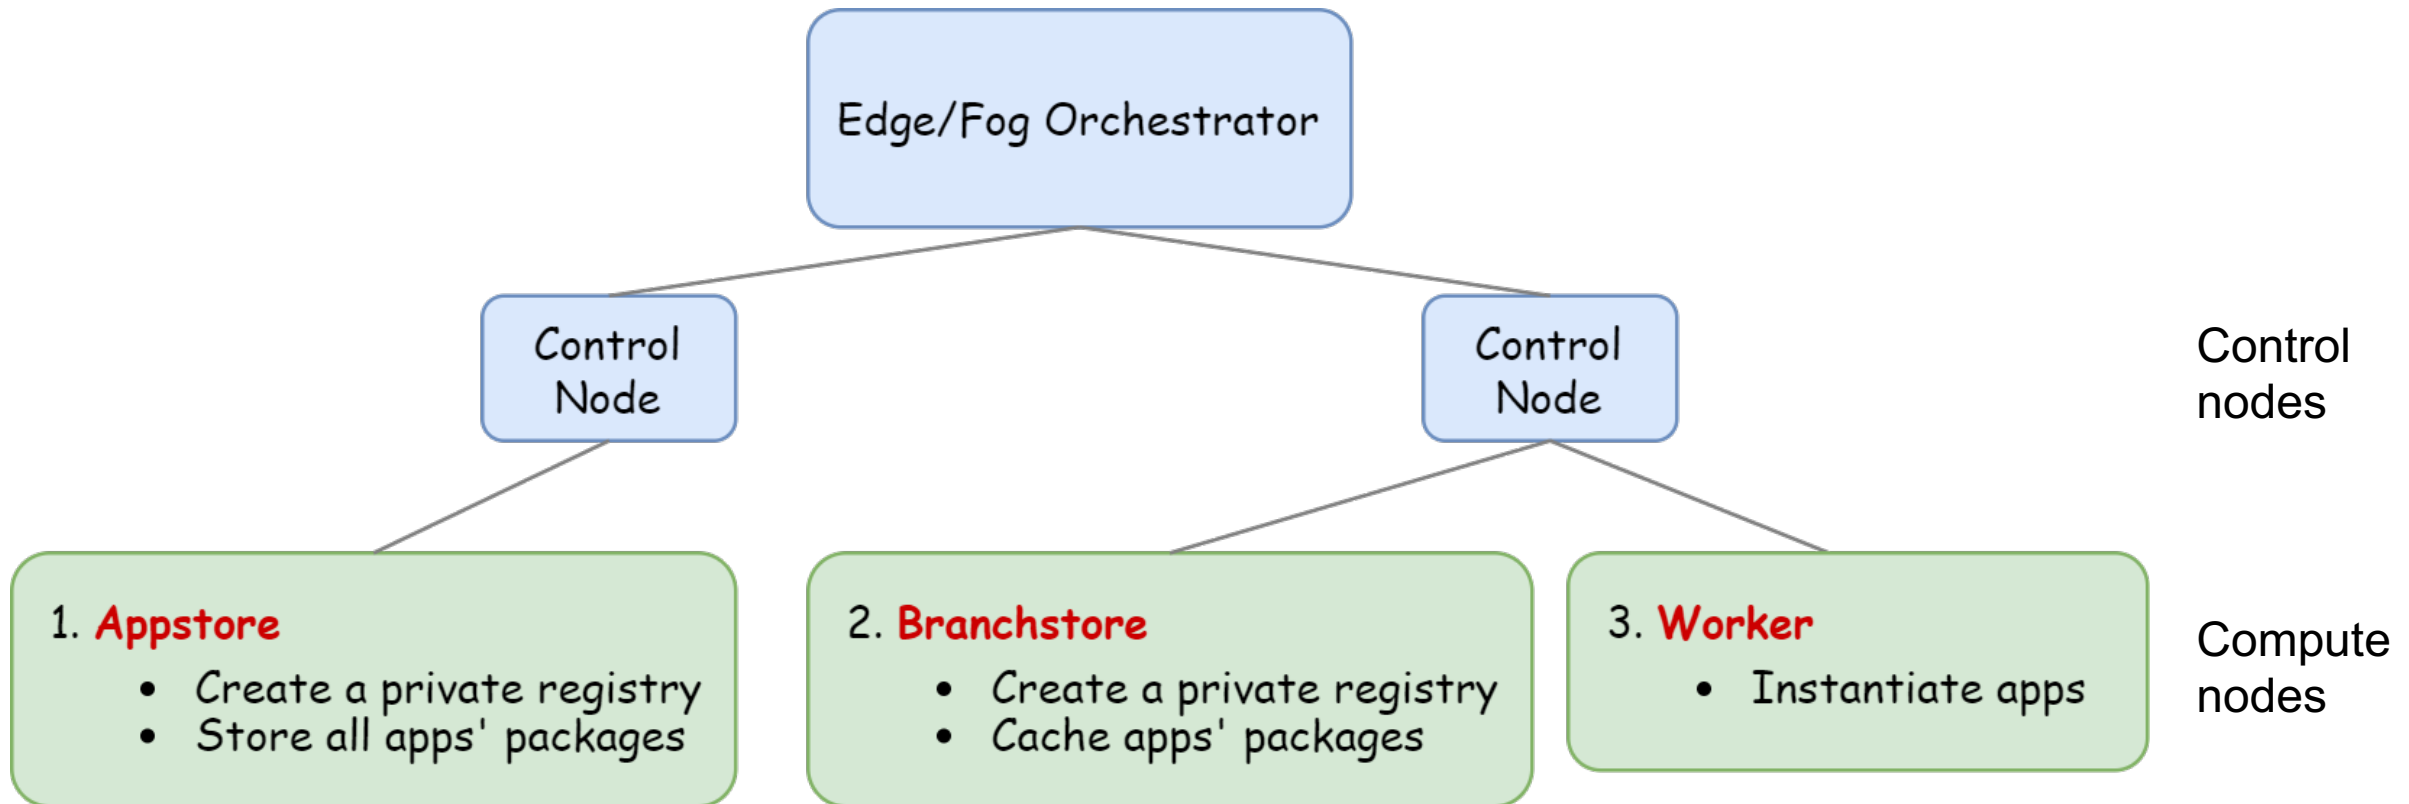 Edge/Fog Orchestrator
Control
Node
Control
Node
Control
nodes
1. Appstore
• Create a private registry
• Store all apps' packages
2. Branchstore
• Create a private registry
• Cache apps' packages
3. Worker
• Instantiate apps
Compute
nodes